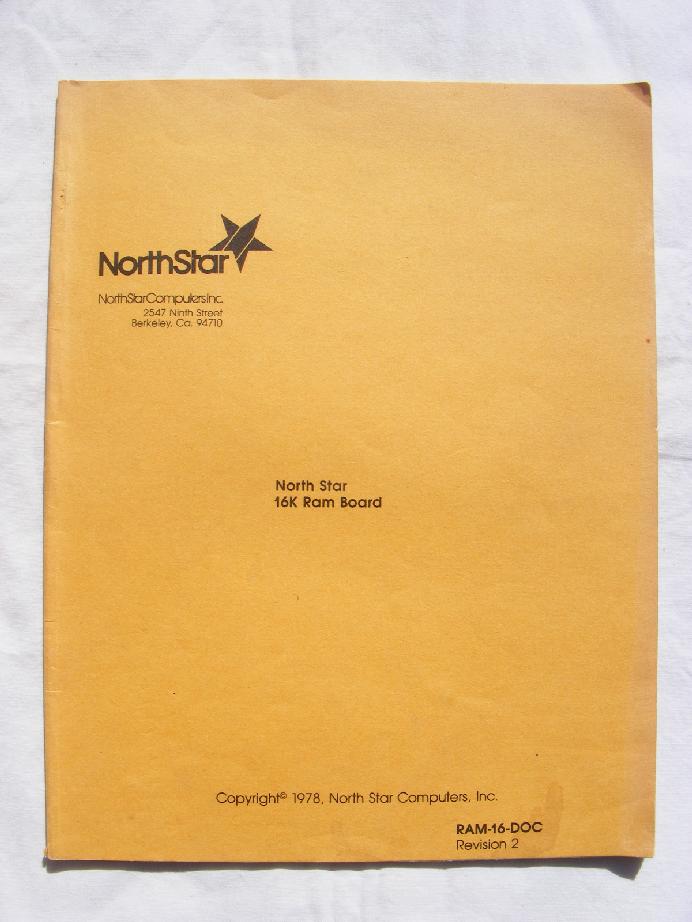 NorthStar
NorthStarComputersInc.
2547 Ninth Street
Berkeley, Ca. 94710
North Star
16K Ram Board
Copyright© 1978, North Star Computers, Inc.
RAM-16-DOC
Revision 2